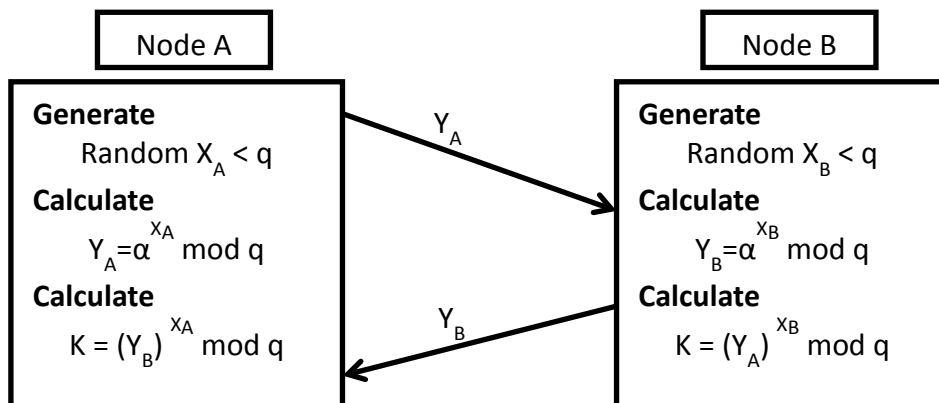 Node A
Generate
Random X_A < q
Calculate
Y_A=α^X_A mod q
Calculate
K = (Y_B)^X_A mod q
Y_A
Y_B
Node B
Generate
Random X_B < q
Calculate
Y_B=α^X_B mod q
Calculate
K = (Y_A)^X_B mod q